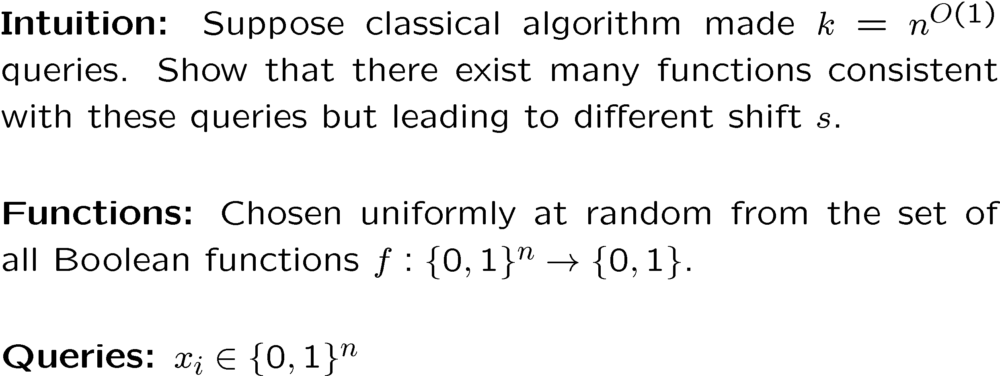 Intuition: Suppose classical algorithm made $k = n^{O(1)}$
queries. Show that there exist many functions consistent
with these queries but leading to different shift $s$.
Functions: Chosen uniformly at random from the set of
all Boolean functions $f : \{0, 1\}^n \rightarrow \{0, 1\}$.
Queries: $x_i \in \{0, 1\}^n$